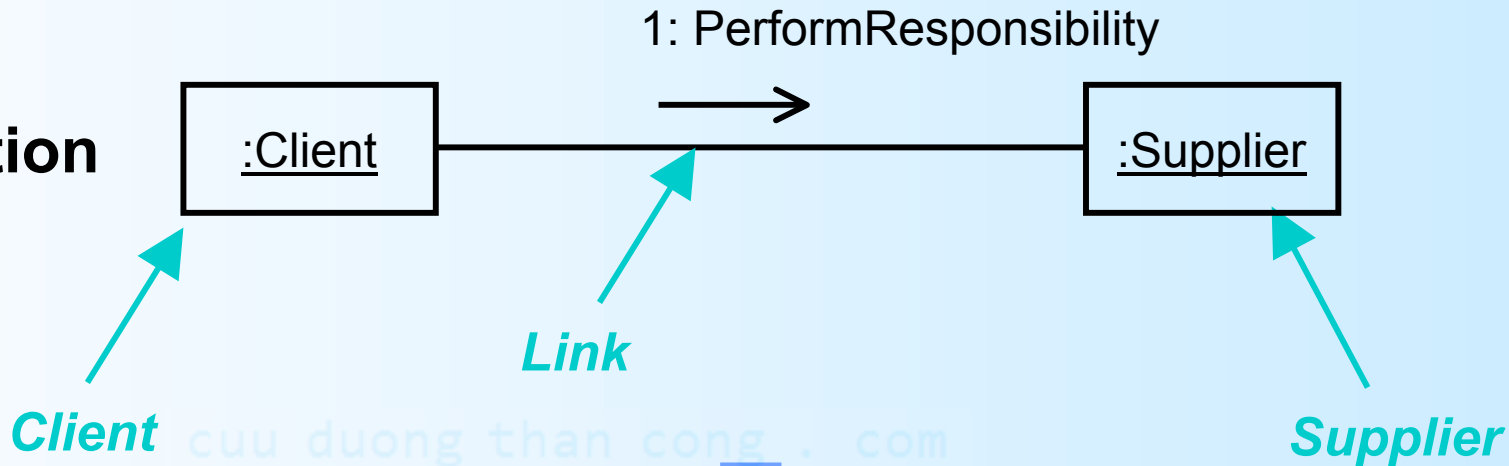 1: PerformResponsibility
tion
:Client
:Supplier
Link
Client
cuu duong than cong . com
Supplier